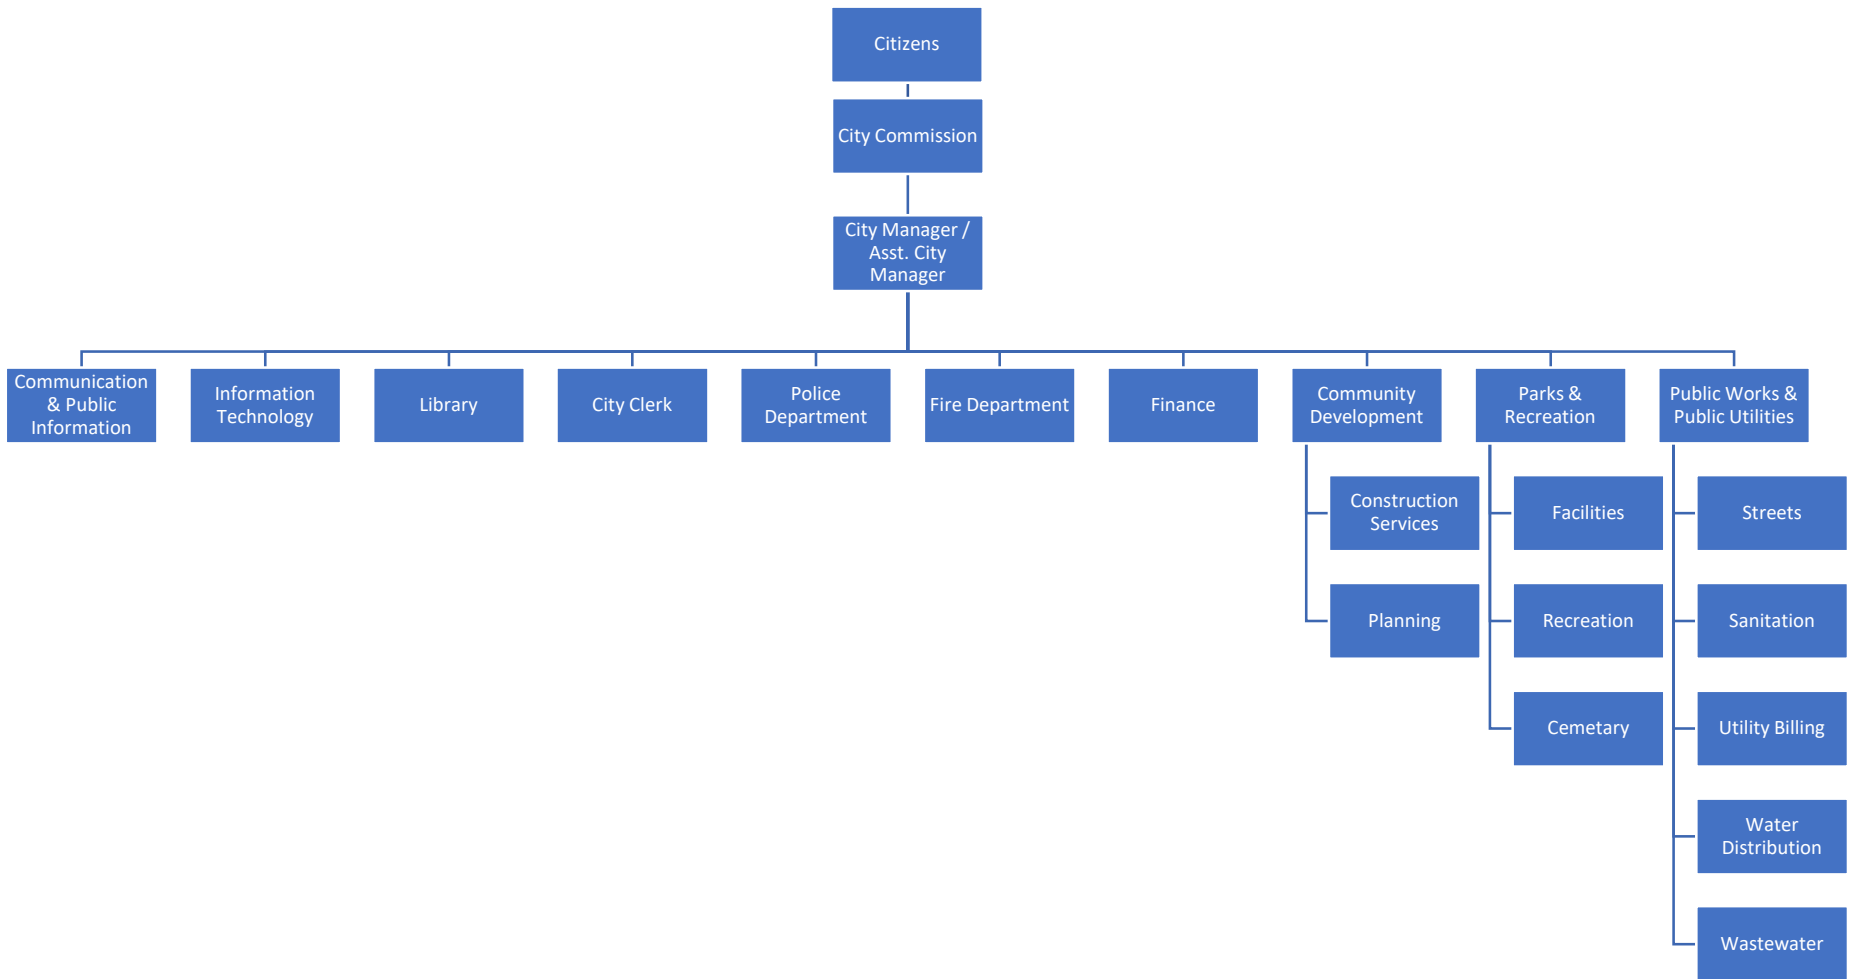 Citizens
City Commission
City Manager /
Asst. City
Manager
Communication
& Public
Information
Information
Technology
Library
City Clerk
Police
Department
Fire Department
Finance
Community
Development
Parks &
Recreation
Public Works &
Public Utilities
Construction
Services
Planning
Facilities
Recreation
Cemetary
Streets
Sanitation
Utility Billing
Water
Distribution
Wastewater